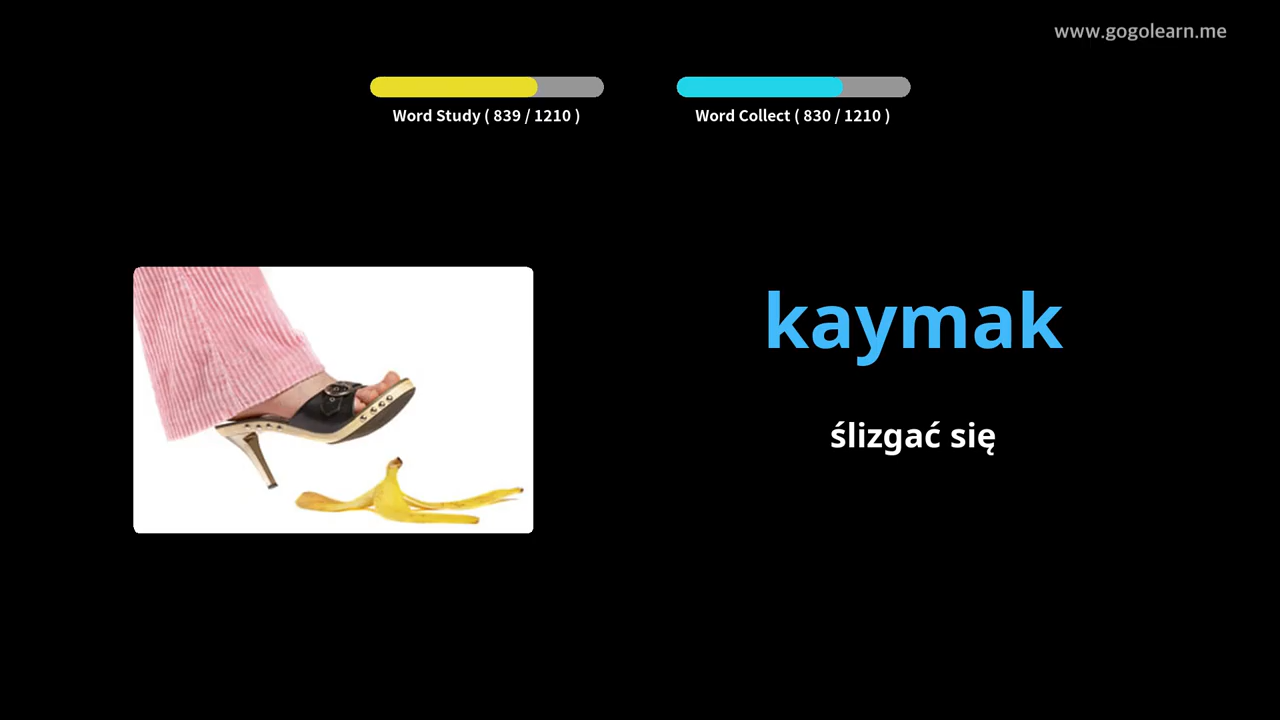 www.gogolearn.me
Word Study ( 839 / 1210 )
Word Collect ( 830 / 1210 )
kaymak
ślizgać się